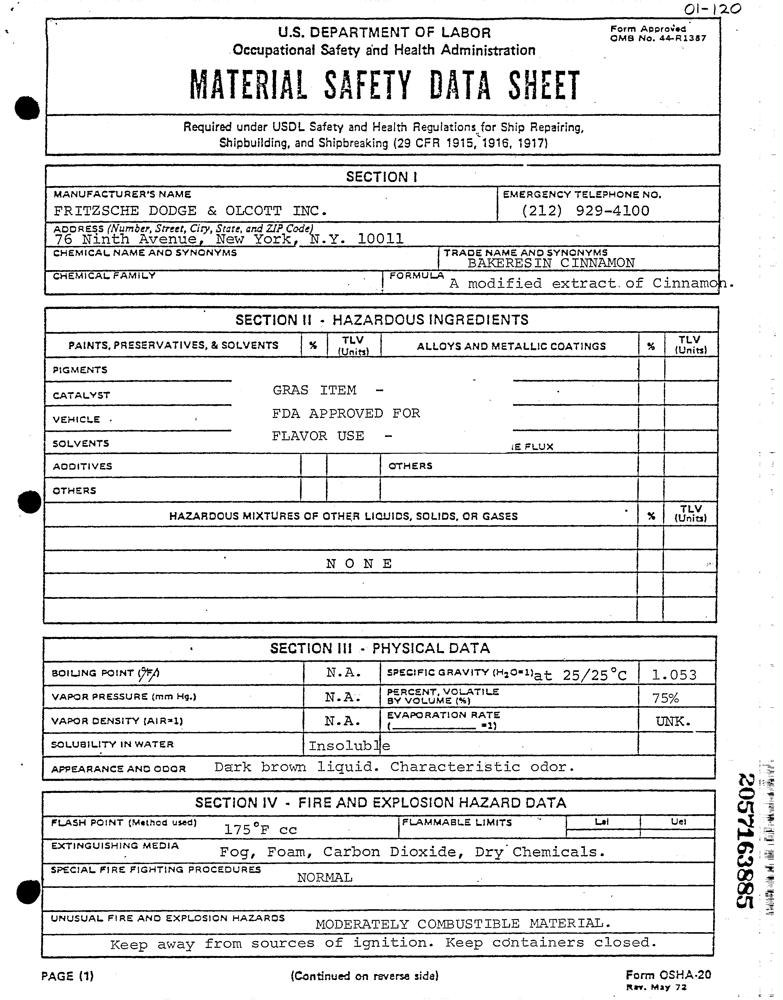 01-120
U.S. DEPARTMENT OF LABOR
Occupational Safety and Health Administration
Form Approved
OMB No. 44-R1387
MATERIAL SAFETY DATA SHEET
Required under USDL Safety and Health Regulations for Ship Repairing,
Shipbuilding, and Shipbreaking (29 CFR 1915, 1916, 1917)
SECTION I
MANUFACTURER'S NAME
FRITZSCHE DODGE & OLCOTT INC.
EMERGENCY TELEPHONE NO.
(212) 929-4100
ADDRESS (Number, Street, City, State, and ZIP Code)
76 Ninth Avenue, New York, N.Y. 10011
CHEMICAL NAME AND SYNONYMS
TRADE NAME AND SYNONYMS
BAKERESIN CINNAMON
CHEMICAL FAMILY
FORMULA A modified extract of Cinnamon.
SECTION II - HAZARDOUS INGREDIENTS
PAINTS, PRESERVATIVES, & SOLVENTS % TLV (Units) ALLOYS AND METALLIC COATINGS % TLV (Units)
PIGMENTS
CATALYST
GRAS ITEM -
VEHICLE
FDA APPROVED FOR
SOLVENTS
FLAVOR USE -
E FLUX
ADDITIVES OTHERS
OTHERS
HAZARDOUS MIXTURES OF OTHER LIQUIDS, SOLIDS, OR GASES % TLV (Units)
N O N E
SECTION III - PHYSICAL DATA
BOILING POINT (°F) N.A. SPECIFIC GRAVITY (H2O=1) at 25/25°C 1.053
VAPOR PRESSURE (mm Hg.) N.A. PERCENT, VOLATILE BY VOLUME (%) 75%
VAPOR DENSITY (AIR=1) N.A. EVAPORATION RATE (______ =1) UNK.
SOLUBILITY IN WATER Insoluble
APPEARANCE AND ODOR Dark brown liquid. Characteristic odor.
SECTION IV - FIRE AND EXPLOSION HAZARD DATA
FLASH POINT (Method used) 175°F cc FLAMMABLE LIMITS Lel Uel
EXTINGUISHING MEDIA Fog, Foam, Carbon Dioxide, Dry Chemicals.
SPECIAL FIRE FIGHTING PROCEDURES NORMAL
UNUSUAL FIRE AND EXPLOSION HAZARDS MODERATELY COMBUSTIBLE MATERIAL.
Keep away from sources of ignition. Keep containers closed.
PAGE (1)
(Continued on reverse side)
Form OSHA-20
Rev. May 72
2057163885